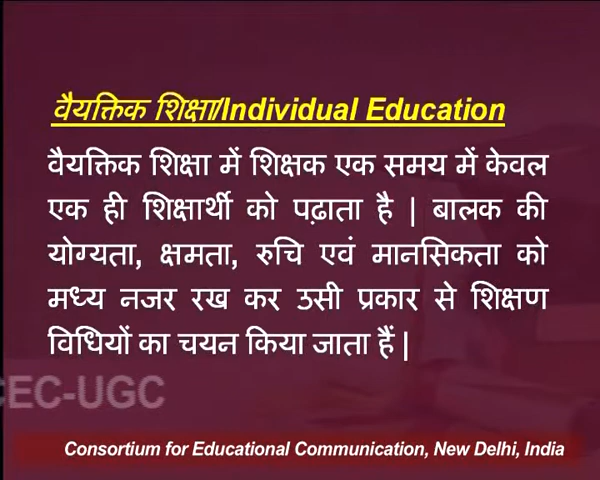 वैयक्तिक शिक्षा/Individual Education
वैयक्तिक शिक्षा में शिक्षक एक समय में केवल
एक ही शिक्षार्थी को पढ़ाता है | बालक की
योग्यता, क्षमता, रुचि एवं मानसिकता को
मध्य नजर रख कर उसी प्रकार से शिक्षण
विधियों का चयन किया जाता हैं |
CEC-UGC
Consortium for Educational Communication, New Delhi, India